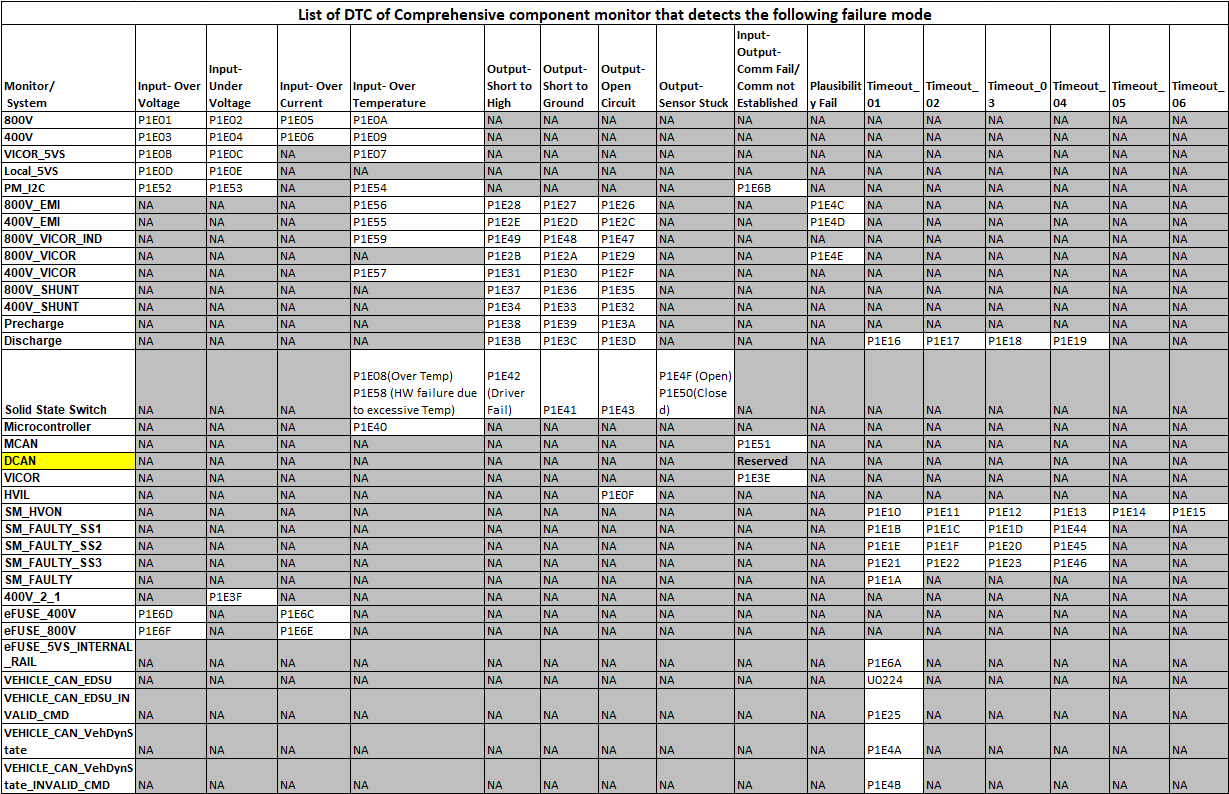 List of DTC of Comprehensive component monitor that detects the following failure mode
Monitor/ System | Input- Over Voltage | Input- Under Voltage | Input- Over Current | Input- Over Temperature | Output- Short to High | Output- Short to Ground | Output- Open Circuit | Output- Sensor Stuck | Input- Output- Comm Fail/ Comm not Established | Plausibility Fail | Timeout_01 | Timeout_02 | Timeout_03 | Timeout_04 | Timeout_05 | Timeout_06
800V | P1E01 | P1E02 | P1E05 | P1E0A | NA | NA | NA | NA | NA | NA | NA | NA | NA | NA | NA | NA
400V | P1E03 | P1E04 | P1E06 | P1E09 | NA | NA | NA | NA | NA | NA | NA | NA | NA | NA | NA | NA
VICOR_5VS | P1E0B | P1E0C | NA | P1E07 | NA | NA | NA | NA | NA | NA | NA | NA | NA | NA | NA | NA
Local_5VS | P1E0D | P1E0E | NA | NA | NA | NA | NA | NA | NA | NA | NA | NA | NA | NA | NA | NA
PM_I2C | P1E52 | P1E53 | NA | P1E54 | NA | NA | NA | NA | P1E6B | NA | NA | NA | NA | NA | NA | NA
800V_EMI | NA | NA | NA | P1E56 | P1E28 | P1E27 | P1E26 | NA | NA | P1E4C | NA | NA | NA | NA | NA | NA
400V_EMI | NA | NA | NA | P1E55 | P1E2E | P1E2D | P1E2C | NA | NA | P1E4D | NA | NA | NA | NA | NA | NA
800V_VICOR_IND | NA | NA | NA | P1E59 | P1E49 | P1E48 | P1E47 | NA | NA | NA | NA | NA | NA | NA | NA | NA
800V_VICOR | NA | NA | NA | NA | P1E2B | P1E2A | P1E29 | NA | NA | P1E4E | NA | NA | NA | NA | NA | NA
400V_VICOR | NA | NA | NA | P1E57 | P1E31 | P1E30 | P1E2F | NA | NA | NA | NA | NA | NA | NA | NA | NA
800V_SHUNT | NA | NA | NA | NA | P1E37 | P1E36 | P1E35 | NA | NA | NA | NA | NA | NA | NA | NA | NA
400V_SHUNT | NA | NA | NA | NA | P1E34 | P1E33 | P1E32 | NA | NA | NA | NA | NA | NA | NA | NA | NA
Precharge | NA | NA | NA | NA | P1E38 | P1E39 | P1E3A | NA | NA | NA | NA | NA | NA | NA | NA | NA
Discharge | NA | NA | NA | NA | P1E3B | P1E3C | P1E3D | NA | NA | NA | P1E16 | P1E17 | P1E18 | P1E19 | NA | NA
Solid State Switch | NA | NA | NA | P1E08(Over Temp) P1E58 (HW failure due to excessive Temp) | P1E42 (Driver Fail) | P1E41 | P1E43 | P1E4F (Open) P1E50(Closed) | NA | NA | NA | NA | NA | NA | NA | NA
Microcontroller | NA | NA | NA | P1E40 | NA | NA | NA | NA | NA | NA | NA | NA | NA | NA | NA | NA
MCAN | NA | NA | NA | NA | NA | NA | NA | NA | P1E51 | NA | NA | NA | NA | NA | NA | NA
DCAN | NA | NA | NA | NA | NA | NA | NA | NA | Reserved | NA | NA | NA | NA | NA | NA | NA
VICOR | NA | NA | NA | NA | NA | NA | NA | NA | P1E3E | NA | NA | NA | NA | NA | NA | NA
HVIL | NA | NA | NA | NA | NA | NA | P1E0F | NA | NA | NA | NA | NA | NA | NA | NA | NA
SM_HVON | NA | NA | NA | NA | NA | NA | NA | NA | NA | NA | P1E10 | P1E11 | P1E12 | P1E13 | P1E14 | P1E15
SM_FAULTY_SS1 | NA | NA | NA | NA | NA | NA | NA | NA | NA | NA | P1E1B | P1E1C | P1E1D | P1E44 | NA | NA
SM_FAULTY_SS2 | NA | NA | NA | NA | NA | NA | NA | NA | NA | NA | P1E1E | P1E1F | P1E20 | P1E45 | NA | NA
SM_FAULTY_SS3 | NA | NA | NA | NA | NA | NA | NA | NA | NA | NA | P1E21 | P1E22 | P1E23 | P1E46 | NA | NA
SM_FAULTY | NA | NA | NA | NA | NA | NA | NA | NA | NA | NA | P1E1A | NA | NA | NA | NA | NA
400V_2_1 | NA | P1E3F | NA | NA | NA | NA | NA | NA | NA | NA | NA | NA | NA | NA | NA | NA
eFUSE_400V | P1E6D | NA | P1E6C | NA | NA | NA | NA | NA | NA | NA | NA | NA | NA | NA | NA | NA
eFUSE_800V | P1E6F | NA | P1E6E | NA | NA | NA | NA | NA | NA | NA | NA | NA | NA | NA | NA | NA
eFUSE_5VS_INTERNAL_RAIL | NA | NA | NA | NA | NA | NA | NA | NA | NA | NA | P1E6A | NA | NA | NA | NA | NA
VEHICLE_CAN_EDSU | NA | NA | NA | NA | NA | NA | NA | NA | NA | NA | U0224 | NA | NA | NA | NA | NA
VEHICLE_CAN_EDSU_INVALID_CMD | NA | NA | NA | NA | NA | NA | NA | NA | NA | NA | P1E25 | NA | NA | NA | NA | NA
VEHICLE_CAN_VehDynState | NA | NA | NA | NA | NA | NA | NA | NA | NA | NA | P1E4A | NA | NA | NA | NA | NA
VEHICLE_CAN_VehDynState_INVALID_CMD | NA | NA | NA | NA | NA | NA | NA | NA | NA | NA | P1E4B | NA | NA | NA | NA | NA